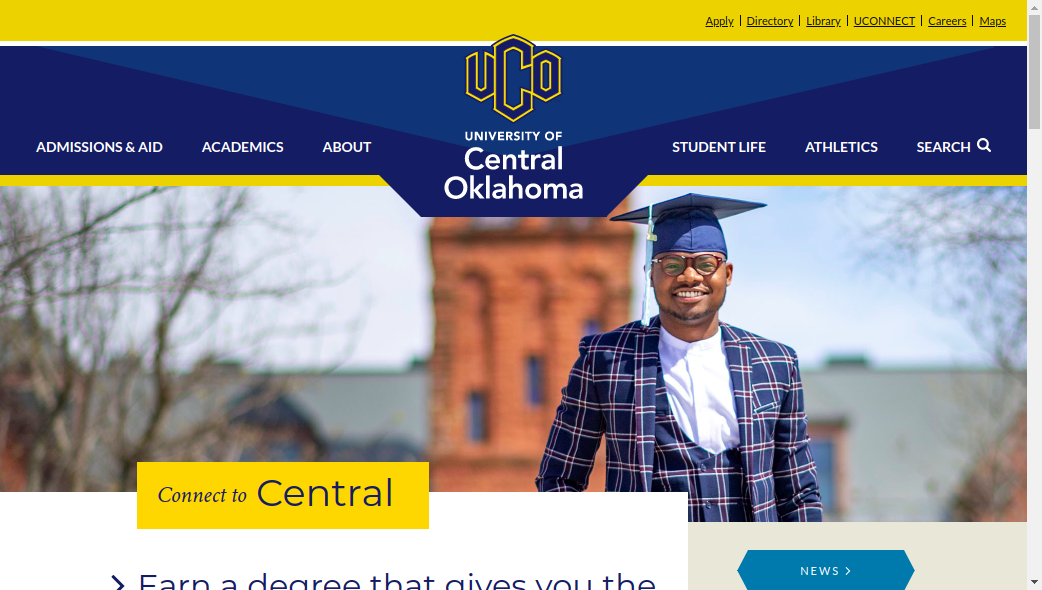 Apply | Directory | Library | UCONNECT | Careers | Maps
UCO
UNIVERSITY OF
Central
Oklahoma
ADMISSIONS & AID ACADEMICS ABOUT STUDENT LIFE ATHLETICS SEARCH
Connect to Central
Earn a degree that gives you the
NEWS